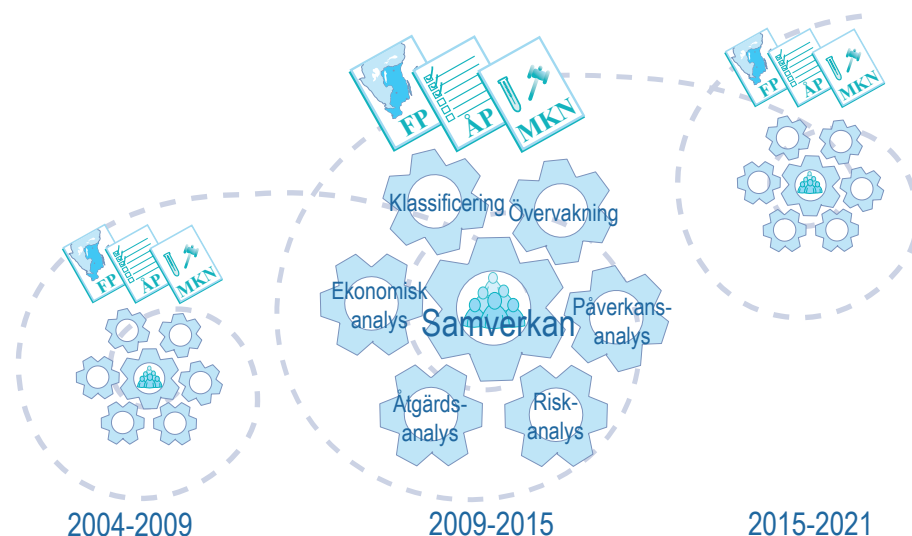 FP
ÅP
MKN
FP
ÅP
MKN
Klassificering
Övervakning
FP
ÅP
MKN
Ekonomisk
analys
Samverkan
Påverkans-
analys
Åtgärds-
analys
Risk-
analys
2004-2009
2009-2015
2015-2021